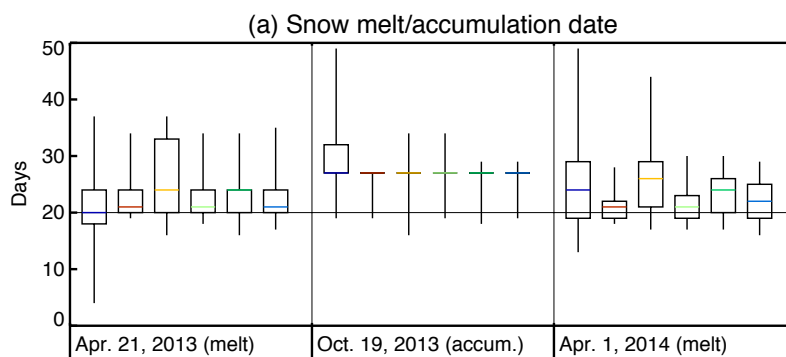 (a) Snow melt/accumulation date
50
40
30
20
10
0
Days
Apr. 21, 2013 (melt)
Oct. 19, 2013 (accum.)
Apr. 1, 2014 (melt)